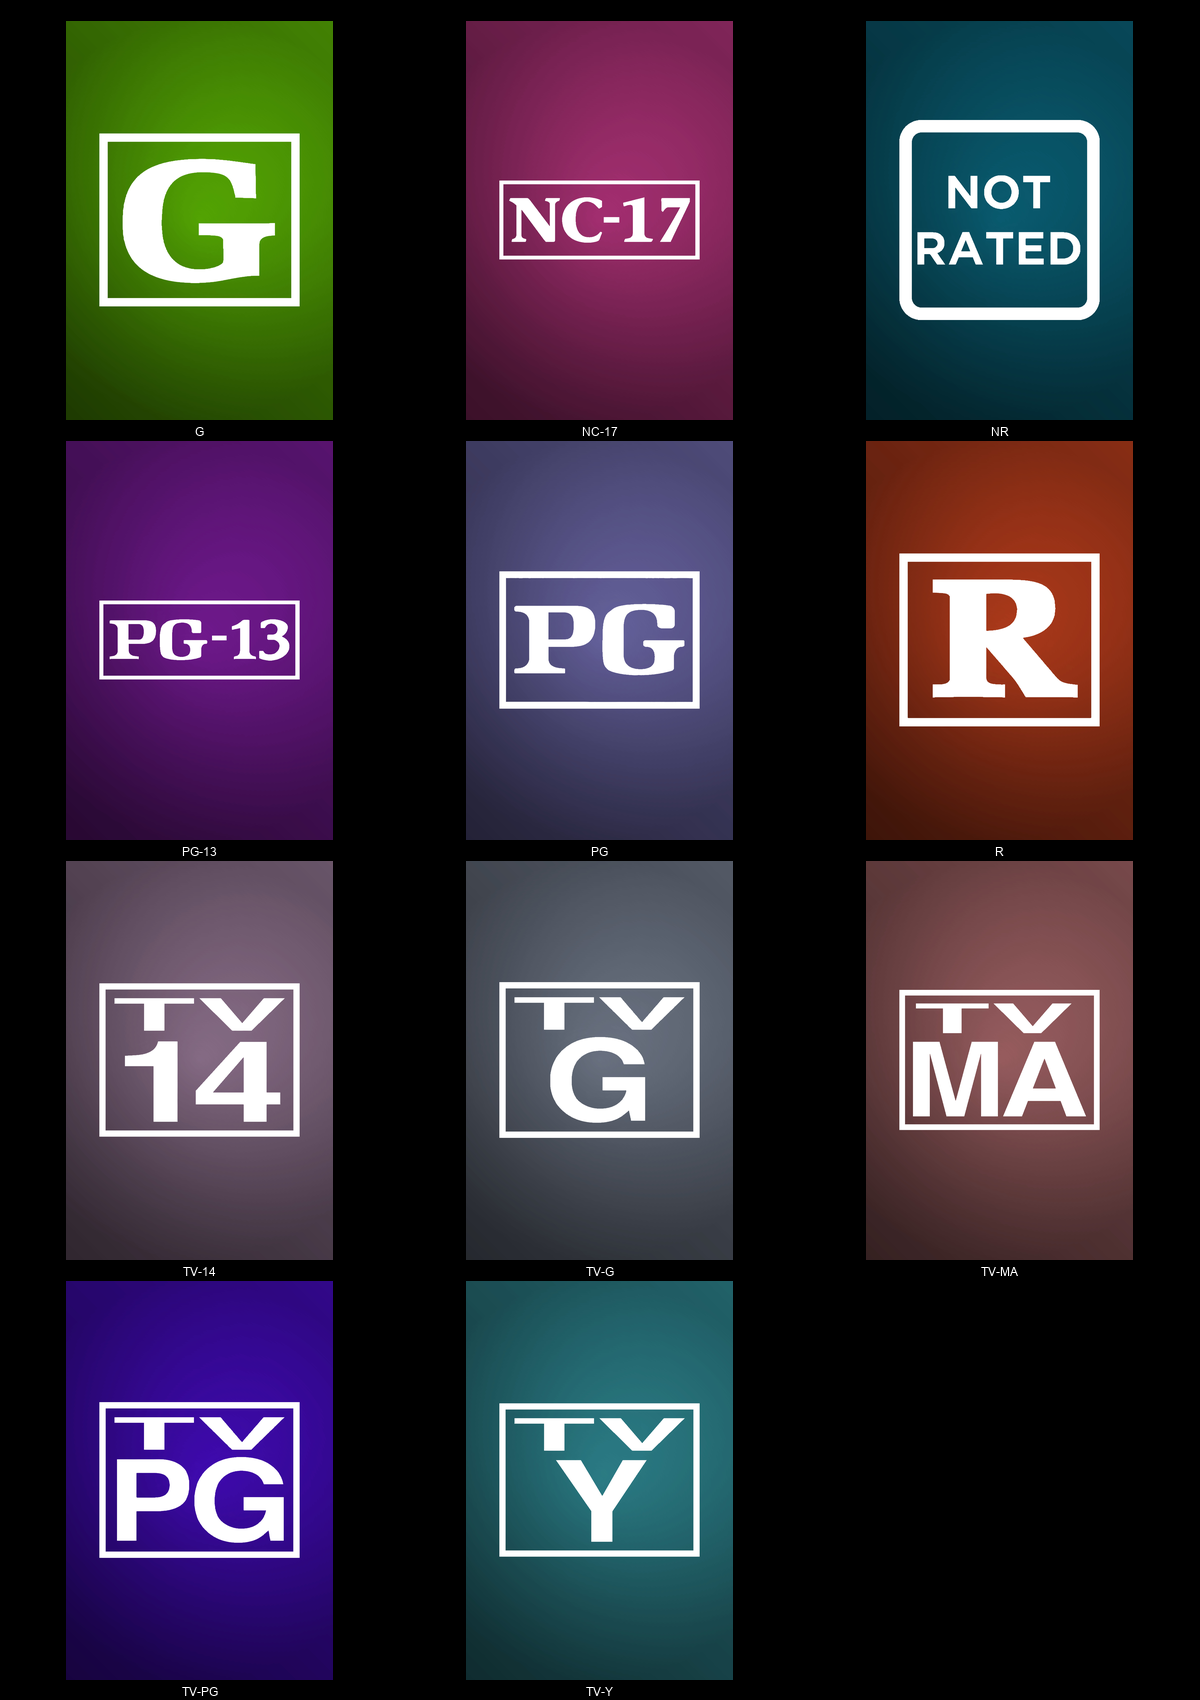 G
G
NC-17
NC-17
NOT
RATED
NR
PG-13
PG-13
PG
PG
R
R
TV
14
TV-14
TV
G
TV-G
TV
MA
TV-MA
TV
PG
TV-PG
TV
Y
TV-Y